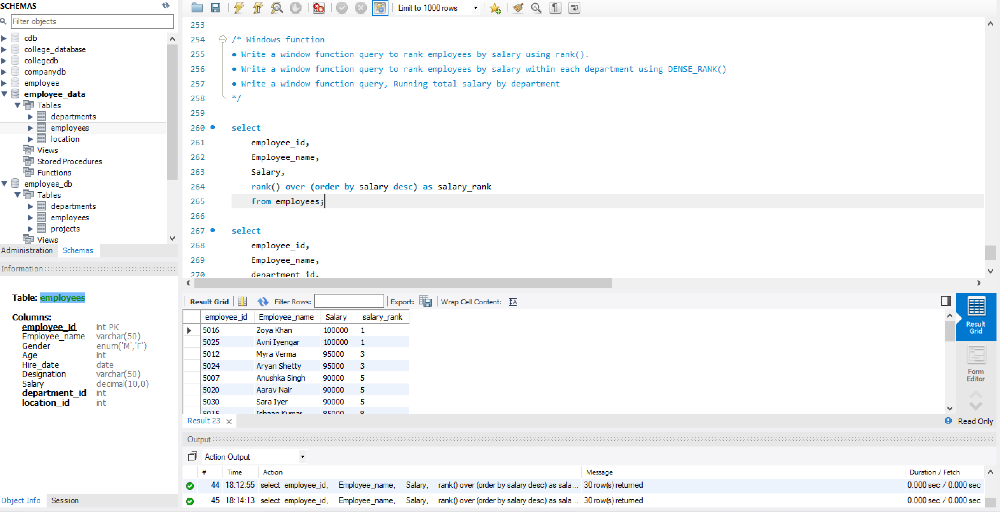 SCHEMAS
Filter objects
cdb
college_database
collegedb
companydb
employee
employee_data
Tables
departments
employees
location
Views
Stored Procedures
Functions
employee_db
Tables
departments
employees
projects
Views
Administration Schemas
Information
Table: employees
Columns:
employee_id int PK
Employee_name varchar(50)
Gender enum('M','F')
Age int
Hire_date date
Designation varchar(50)
Salary decimal(10,0)
department_id int
location_id int
Object Info Session
Limit to 1000 rows
253
254 /* Windows function
255 • Write a window function query to rank employees by salary using rank().
256 • Write a window function query to rank employees by salary within each department using DENSE_RANK()
257 • Write a window function query, Running total salary by department
258 */
259
260 select
261 employee_id,
262 Employee_name,
263 Salary,
264 rank() over (order by salary desc) as salary_rank
265 from employees;
266
267 select
268 employee_id,
269 Employee_name,
270 department_id,
Result Grid Filter Rows: Export: Wrap Cell Content:
employee_id Employee_name Salary salary_rank
5016 Zoya Khan 100000 1
5025 Avni Iyengar 100000 1
5012 Myra Verma 95000 3
5024 Aryan Shetty 95000 3
5007 Anushka Singh 90000 5
5020 Aarav Nair 90000 5
5030 Sara Iyer 90000 5
5015 Ishaan Kumar 85000 8
Result Grid
Form Editor
Result 23 Read Only
Output
Action Output
# Time Action Message Duration / Fetch
44 18:12:55 select employee_id, Employee_name, Salary, rank() over (order by salary desc) as sala... 30 row(s) returned 0.000 sec / 0.000 sec
45 18:14:13 select employee_id, Employee_name, Salary, rank() over (order by salary desc) as sala... 30 row(s) returned 0.000 sec / 0.000 sec